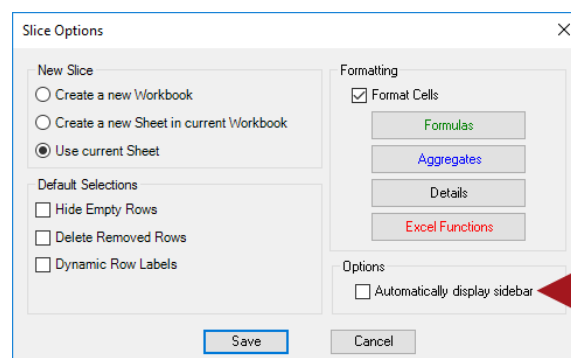 Slice Options
New Slice
Create a new Workbook
Create a new Sheet in current Workbook
Use current Sheet
Default Selections
Hide Empty Rows
Delete Removed Rows
Dynamic Row Labels
Formatting
Format Cells
Formulas
Aggregates
Details
Excel Functions
Options
Automatically display sidebar
Save
Cancel